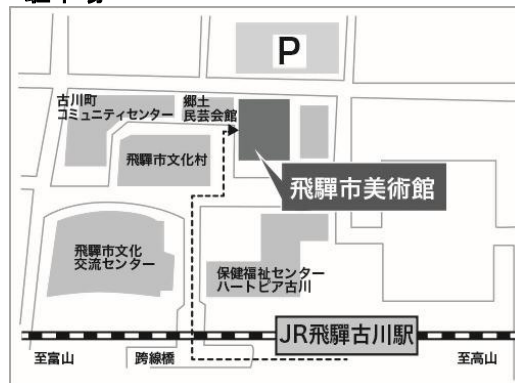 P
古川町
コミュニティセンター
郷土
民芸会館
飛騨市文化村
飛驒市美術館
飛騨市文化
交流センター
保健福祉センター
ハートピア古川
JR飛驒古川駅
至富山
跨線橋
至高山